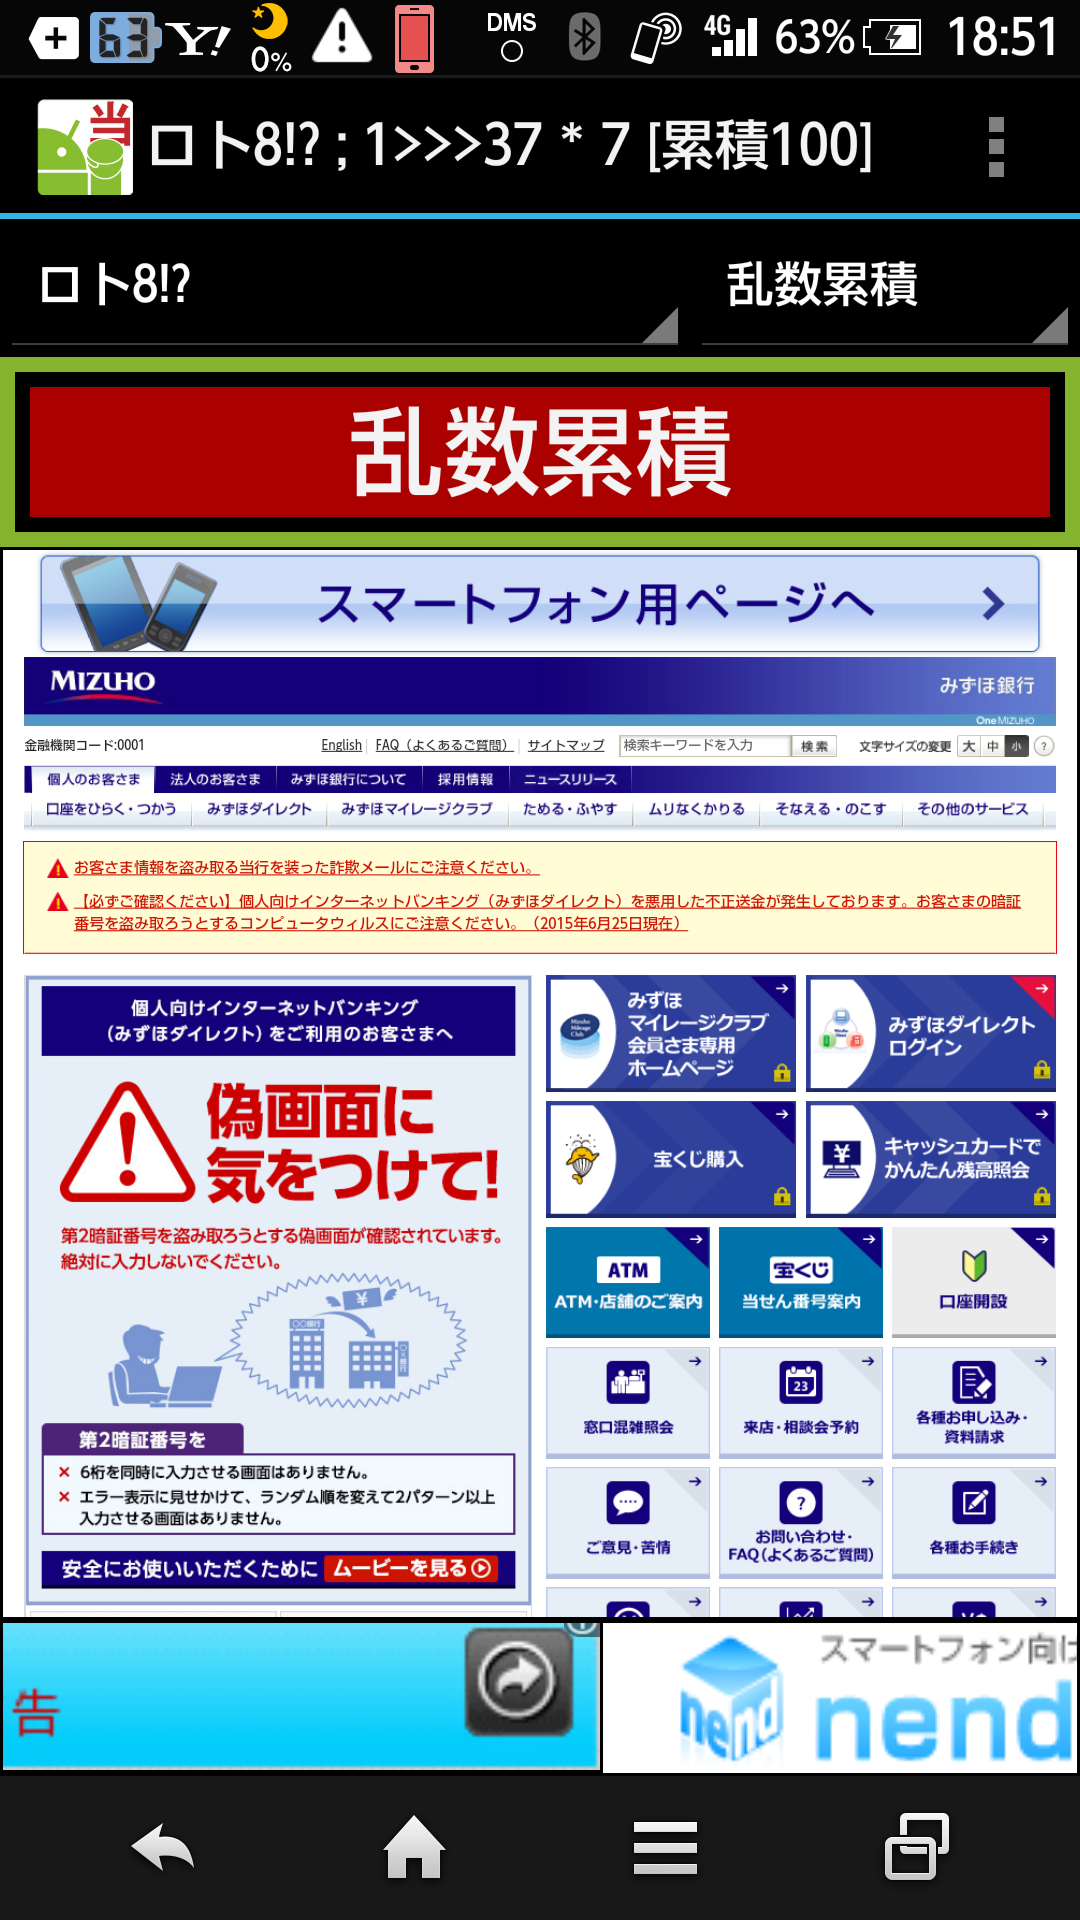 63 Y! 0% DMS 4G 63% 18:51
当 ロト8!? ; 1>>>37 * 7 [累積100]
ロト8!? 乱数累積
乱数累積
スマートフォン用ページへ
MIZUHO みずほ銀行
One MIZUHO
金融機関コード:0001 English FAQ（よくあるご質問） サイトマップ 検索キーワードを入力 検索 文字サイズの変更 大 中 小 ?
個人のお客さま 法人のお客さま みずほ銀行について 採用情報 ニュースリリース
口座をひらく・つかう みずほダイレクト みずほマイレージクラブ ためる・ふやす ムリなくかりる そなえる・のこす その他のサービス
お客さま情報を盗み取る当行を装った詐欺メールにご注意ください。
【必ずご確認ください】個人向けインターネットバンキング（みずほダイレクト）を悪用した不正送金が発生しております。お客さまの暗証
番号を盗み取ろうとするコンピュータウィルスにご注意ください。（2015年6月25日現在）
個人向けインターネットバンキング
（みずほダイレクト）をご利用のお客さまへ
偽画面に
気をつけて!
第2暗証番号を盗み取ろうとする偽画面が確認されています。
絶対に入力しないでください。
¥
〇〇銀行
第2暗証番号を
× 6桁を同時に入力させる画面はありません。
× エラー表示に見せかけて、ランダム順を変えて2パターン以上
入力させる画面はありません。
安全にお使いいただくために ムービーを見る
みずほ
マイレージクラブ
会員さま専用
ホームページ
みずほダイレクト
ログイン
宝くじ購入
¥
キャッシュカードで
かんたん残高照会
ATM
ATM・店舗のご案内
宝くじ
当せん番号案内
口座開設
窓口混雑照会
23
来店・相談会予約
各種お申し込み・
資料請求
ご意見・苦情
?
お問い合わせ・
FAQ（よくあるご質問）
各種お手続き
告
nend
スマートフォン向け
nend